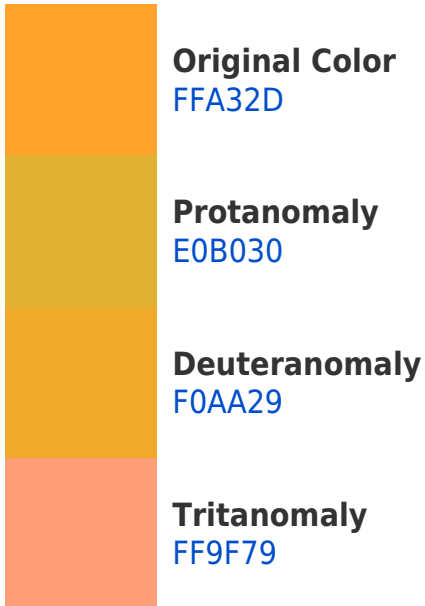 Original Color
FFA32D
Protanomaly
E0B030
Deuteranomaly
F0AA29
Tritanomaly
FF9F79